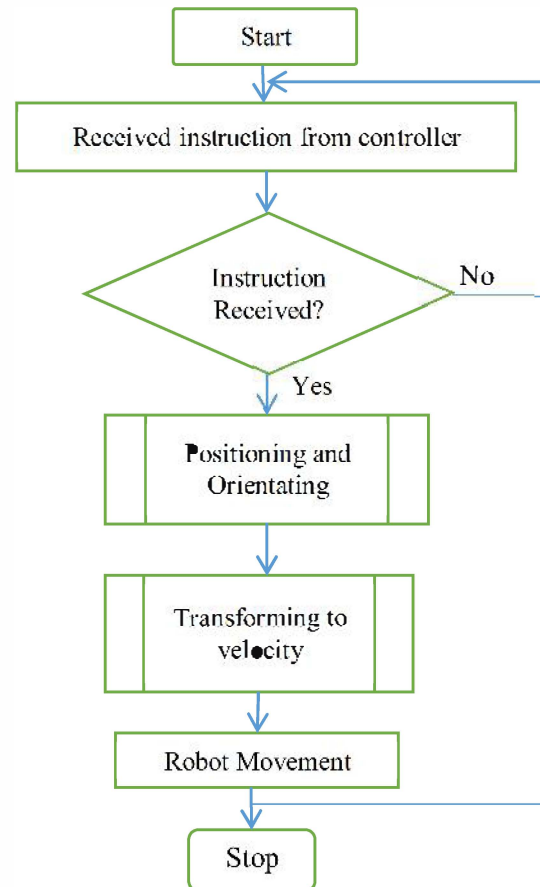 Start
Received instruction from controller
Instruction
Received?
No
Yes
Positioning and
Orientating
Transforming to
velocity
Robot Movement
Stop